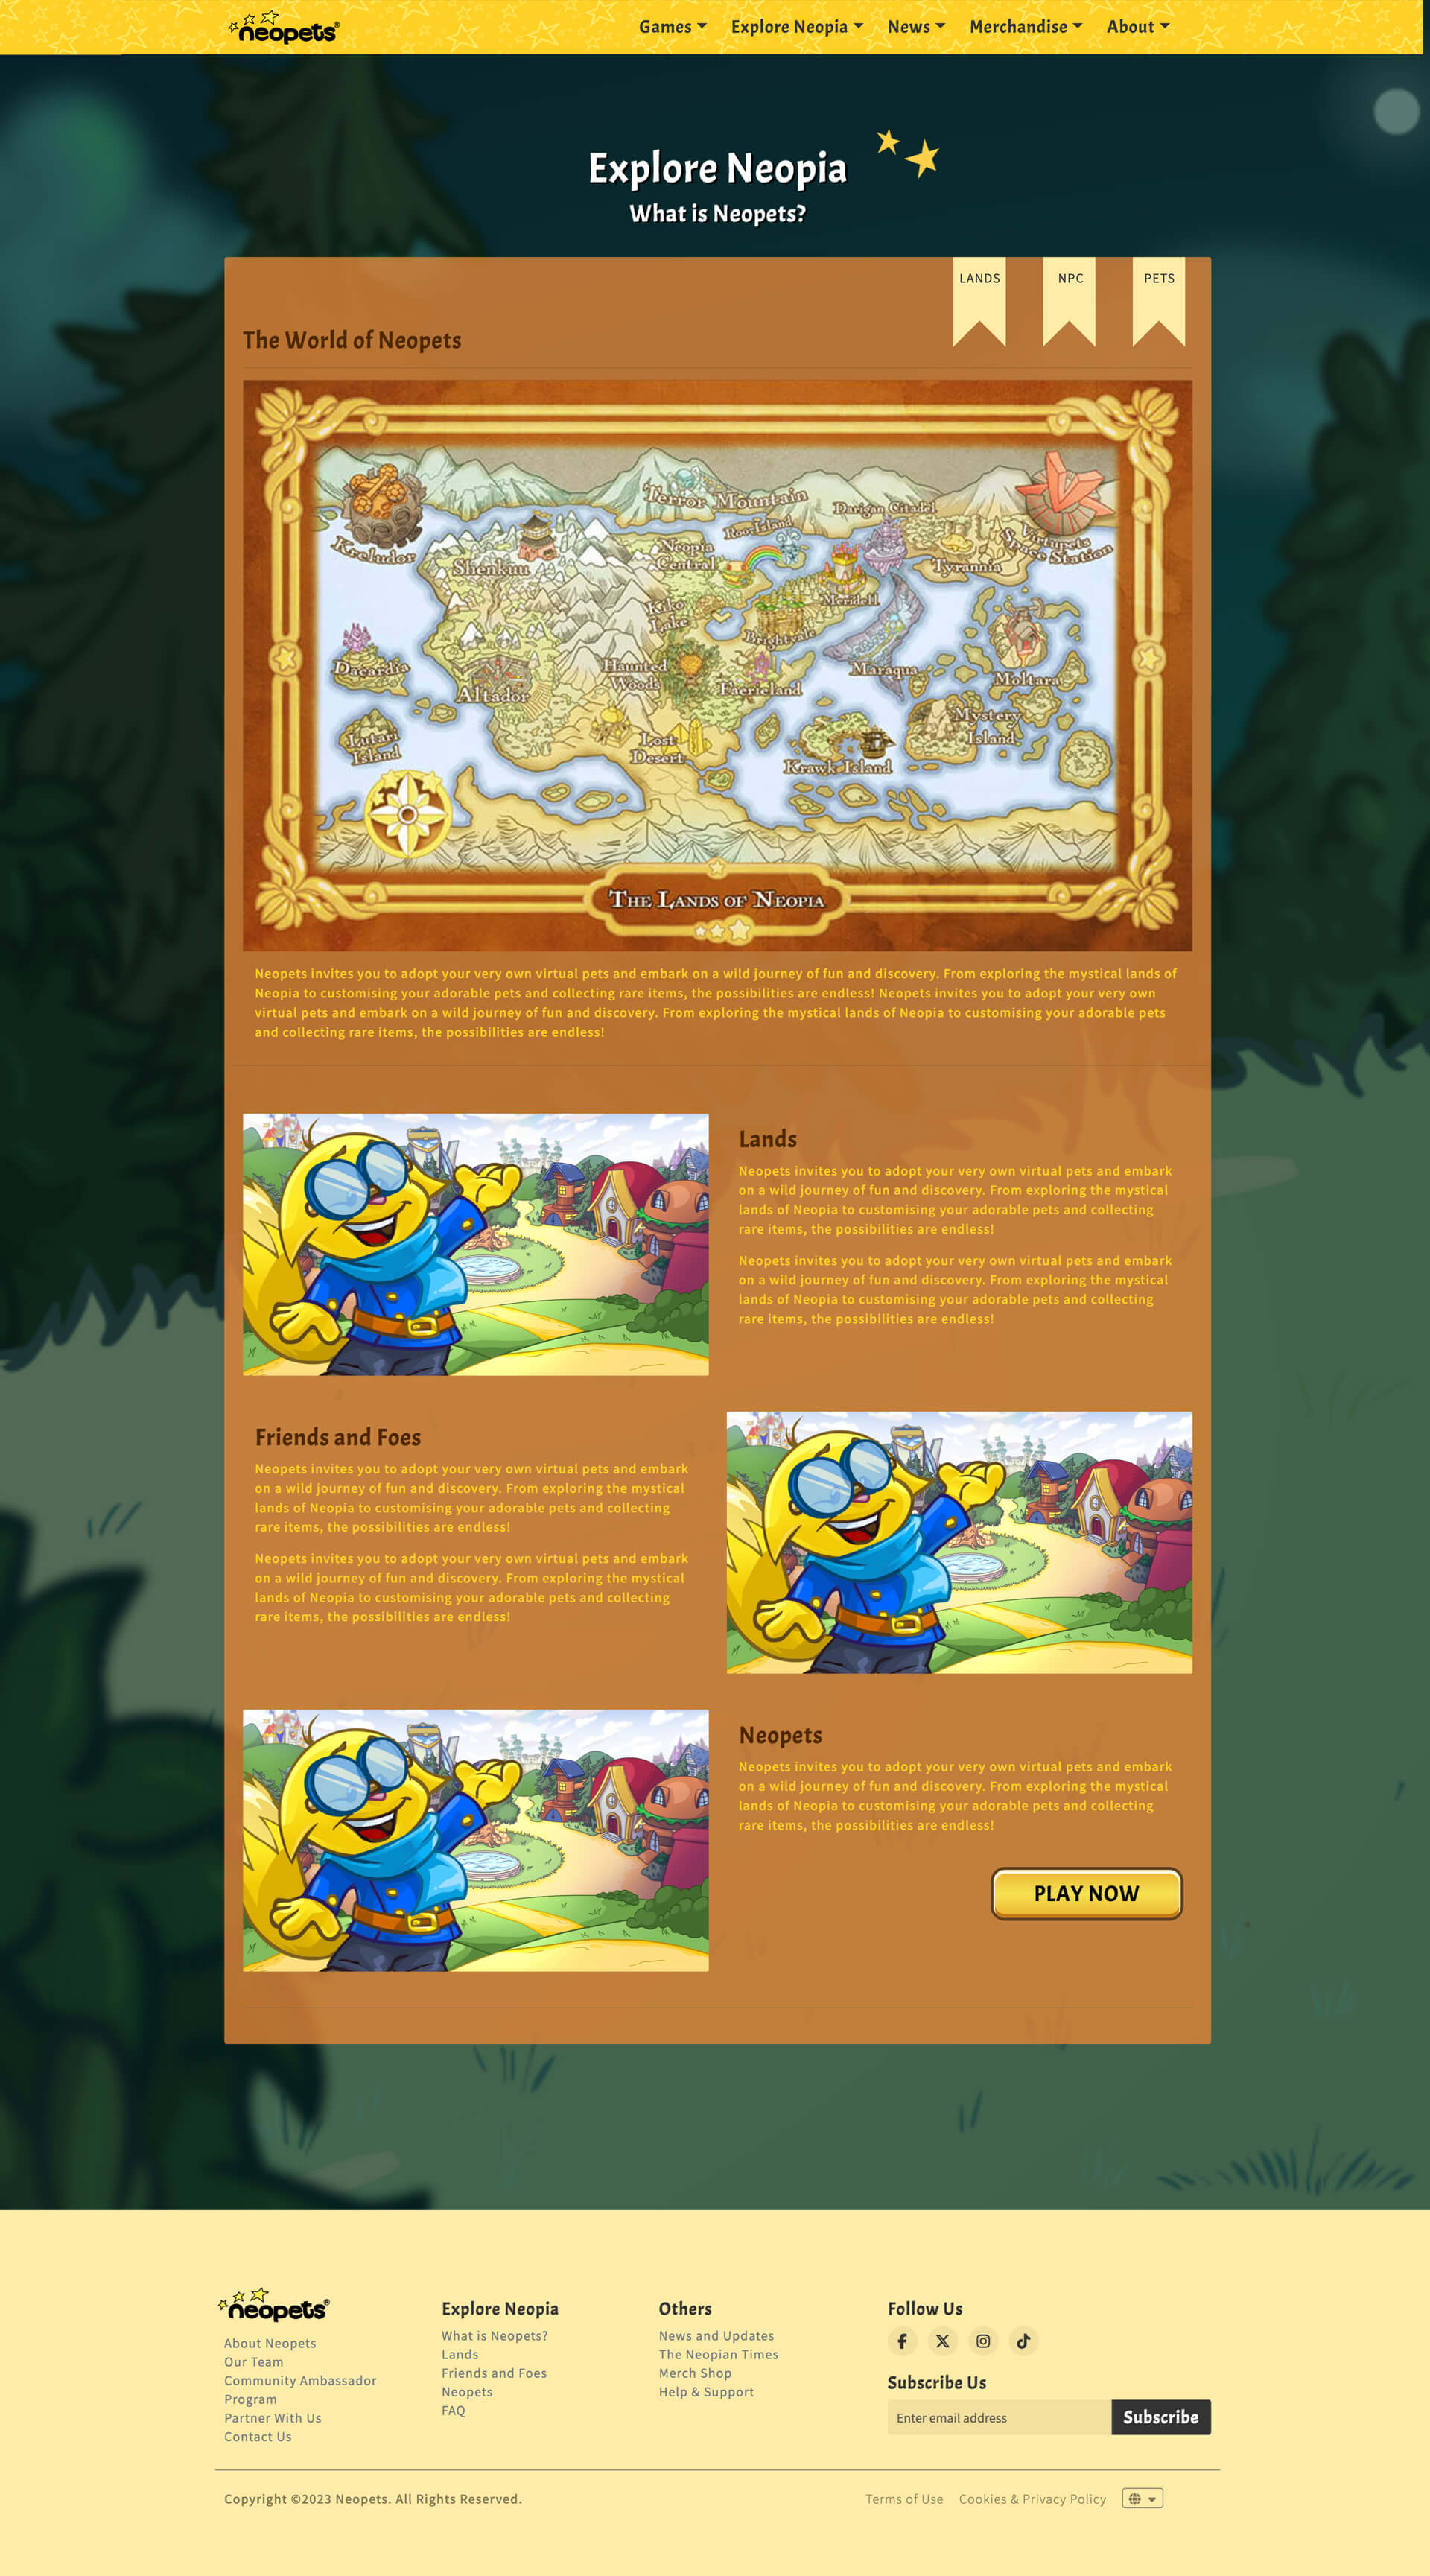 neopets®
Games
Explore Neopia
News
Merchandise
About
Explore Neopia
What is Neopets?
LANDS
NPC
PETS
The World of Neopets
Kreludor
Shenkuu
Terror Mountain
Roo Island
Neopia
Central
Darigan Citadel
Tyrannia
Virtupets
Space Station
Kiko
Lake
Meridell
Brightvale
Dacardia
Altador
Haunted
Woods
Faerieland
Maraqua
Moltara
Lutari
Island
Lost
Desert
Mystery
Island
Krawk Island
THE LANDS OF NEOPIA
Neopets invites you to adopt your very own virtual pets and embark on a wild journey of fun and discovery. From exploring the mystical lands of
Neopia to customising your adorable pets and collecting rare items, the possibilities are endless! Neopets invites you to adopt your very own
virtual pets and embark on a wild journey of fun and discovery. From exploring the mystical lands of Neopia to customising your adorable pets
and collecting rare items, the possibilities are endless!
Lands
Neopets invites you to adopt your very own virtual pets and embark
on a wild journey of fun and discovery. From exploring the mystical
lands of Neopia to customising your adorable pets and collecting
rare items, the possibilities are endless!
Neopets invites you to adopt your very own virtual pets and embark
on a wild journey of fun and discovery. From exploring the mystical
lands of Neopia to customising your adorable pets and collecting
rare items, the possibilities are endless!
Friends and Foes
Neopets invites you to adopt your very own virtual pets and embark
on a wild journey of fun and discovery. From exploring the mystical
lands of Neopia to customising your adorable pets and collecting
rare items, the possibilities are endless!
Neopets invites you to adopt your very own virtual pets and embark
on a wild journey of fun and discovery. From exploring the mystical
lands of Neopia to customising your adorable pets and collecting
rare items, the possibilities are endless!
Neopets
Neopets invites you to adopt your very own virtual pets and embark
on a wild journey of fun and discovery. From exploring the mystical
lands of Neopia to customising your adorable pets and collecting
rare items, the possibilities are endless!
PLAY NOW
neopets®
About Neopets
Our Team
Community Ambassador
Program
Partner With Us
Contact Us
Explore Neopia
What is Neopets?
Lands
Friends and Foes
Neopets
FAQ
Others
News and Updates
The Neopian Times
Merch Shop
Help & Support
Follow Us
Subscribe Us
Enter email address
Subscribe
Copyright ©2023 Neopets. All Rights Reserved.
Terms of Use
Cookies & Privacy Policy